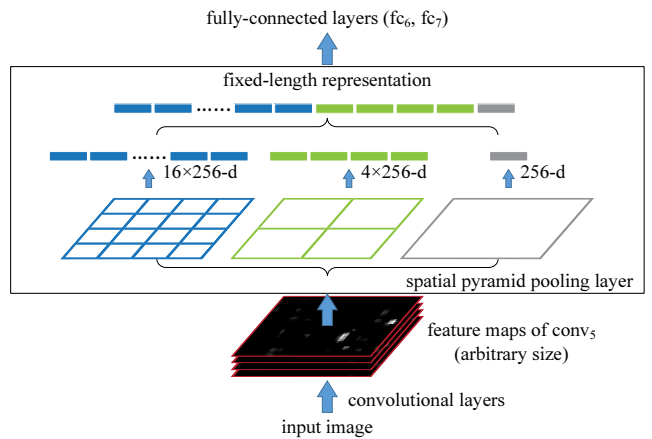 fully-connected layers (fc₆, fc₇)
fixed-length representation
......
......
16×256-d
4×256-d
256-d
spatial pyramid pooling layer
feature maps of conv₅
(arbitrary size)
convolutional layers
input image